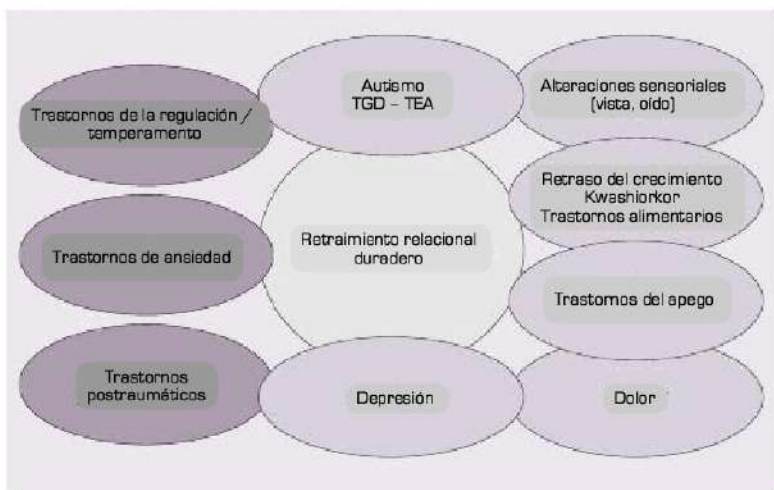 Autismo
TGD – TEA
Alteraciones sensoriales
(vista, oído)
Trastornos de la regulación /
temperamento
Retraso del crecimiento
Kwashiorkor
Trastornos alimentarios
Retraimiento relacional
duradero
Trastornos de ansiedad
Trastornos del apego
Trastornos
postraumáticos
Depresión
Dolor